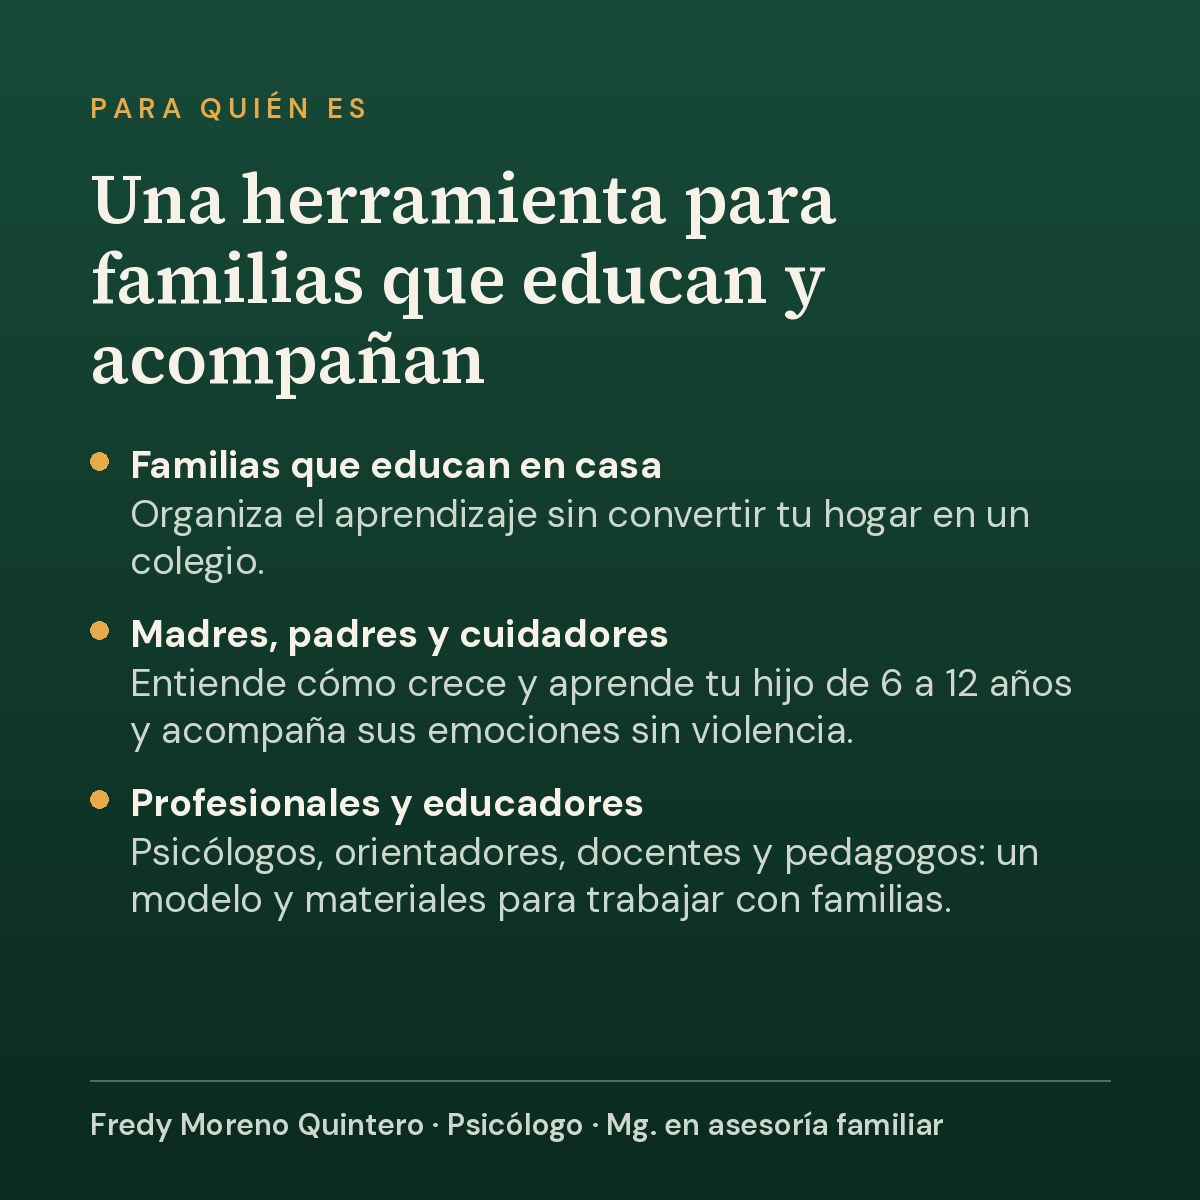 PARA QUIÉN ES
Una herramienta para
familias que educan y
acompañan
Familias que educan en casa
Organiza el aprendizaje sin convertir tu hogar en un
colegio.
Madres, padres y cuidadores
Entiende cómo crece y aprende tu hijo de 6 a 12 años
y acompaña sus emociones sin violencia.
Profesionales y educadores
Psicólogos, orientadores, docentes y pedagogos: un
modelo y materiales para trabajar con familias.
Fredy Moreno Quintero · Psicólogo · Mg. en asesoría familiar